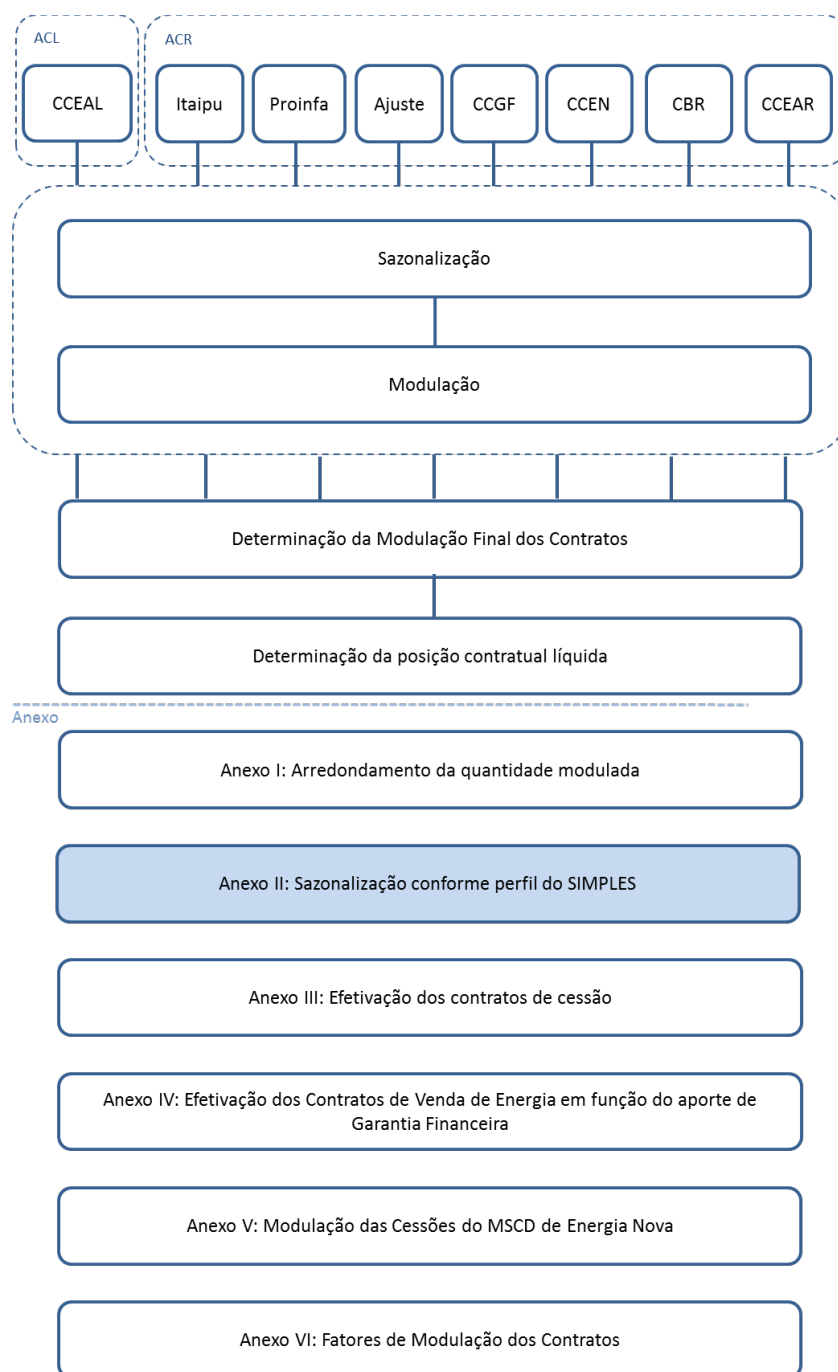 ACL
ACR
CCEAL
Itaipu
Proinfa
Ajuste
CCGF
CCEN
CBR
CCEAR
Sazonalização
Modulação
Determinação da Modulação Final dos Contratos
Determinação da posição contratual líquida
Anexo
Anexo I: Arredondamento da quantidade modulada
Anexo II: Sazonalização conforme perfil do SIMPLES
Anexo III: Efetivação dos contratos de cessão
Anexo IV: Efetivação dos Contratos de Venda de Energia em função do aporte de
Garantia Financeira
Anexo V: Modulação das Cessões do MSCD de Energia Nova
Anexo VI: Fatores de Modulação dos Contratos